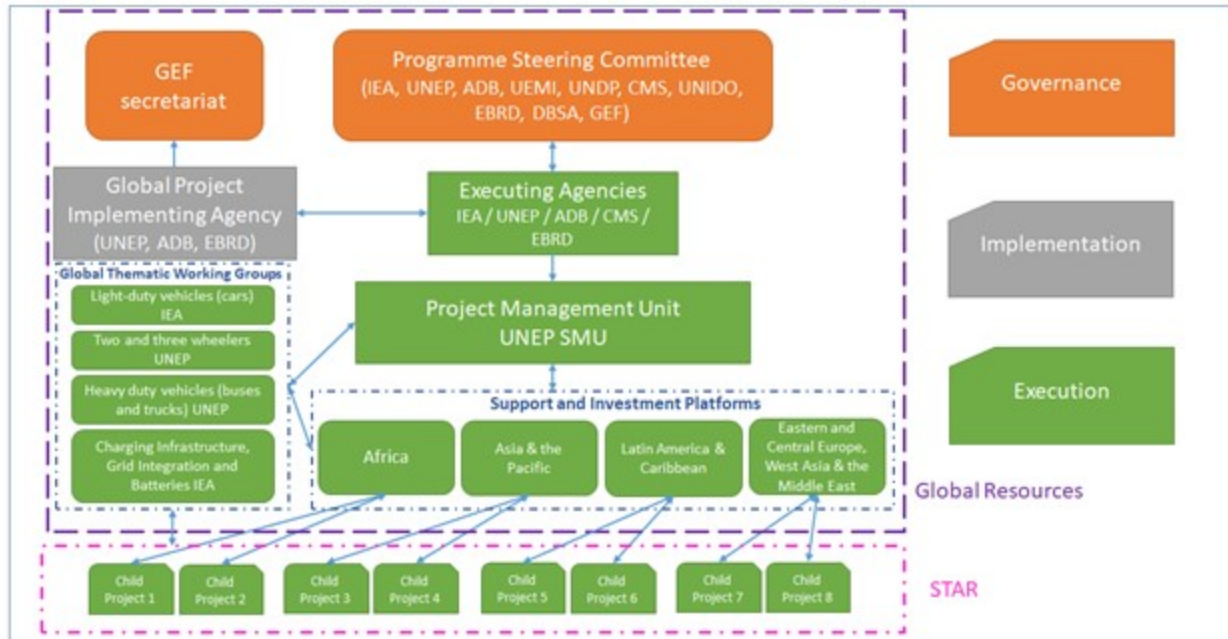 GEF
secretariat
Programme Steering Committee
(IEA, UNEP, ADB, UEMI, UNDP, CMS, UNIDO,
EBRD, DBSA, GEF)
Governance
Global Project
Implementing Agency
(UNEP, ADB, EBRD)
Executing Agencies
IEA / UNEP / ADB / CMS /
EBRD
Implementation
Global Thematic Working Groups
Light-duty vehicles (cars)
IEA
Two and three wheelers
UNEP
Heavy duty vehicles (buses
and trucks) UNEP
Charging Infrastructure,
Grid Integration and
Batteries IEA
Project Management Unit
UNEP SMU
Execution
Support and Investment Platforms
Africa
Asia & the
Pacific
Latin America &
Caribbean
Eastern and
Central Europe,
West Asia & the
Middle East
Global Resources
Child
Project 1
Child
Project 2
Child
Project 3
Child
Project 4
Child
Project 5
Child
Project 6
Child
Project 7
Child
Project 8
STAR